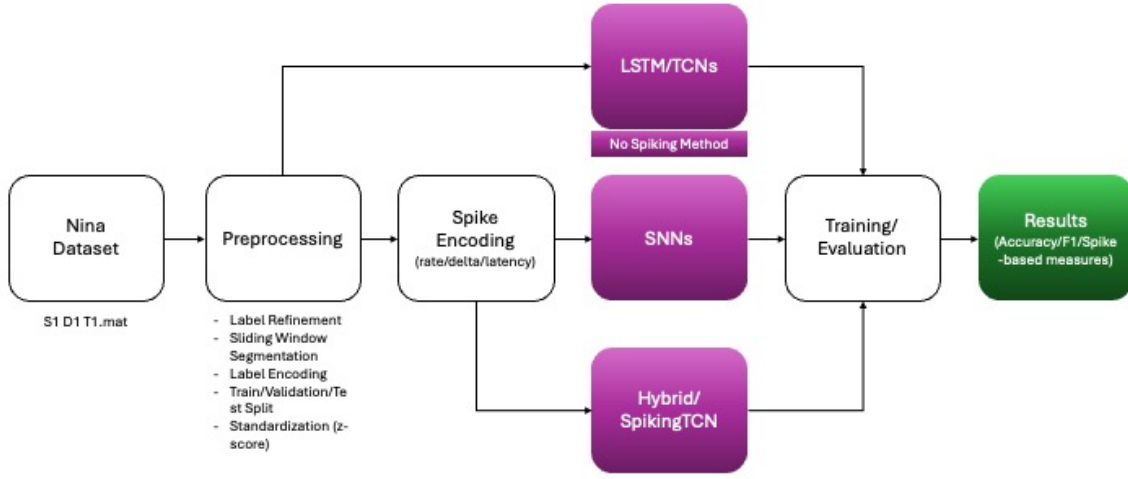 LSTM/TCNs
No Spiking Method
Nina
Dataset
S1 D1 T1.mat
Preprocessing
- Label Refinement
- Sliding Window
Segmentation
- Label Encoding
- Train/Validation/Te
st Split
- Standardization (z-
score)
Spike
Encoding
(rate/delta/latency)
SNNs
Hybrid/
SpikingTCN
Training/
Evaluation
Results
(Accuracy/F1/Spike
-based measures)